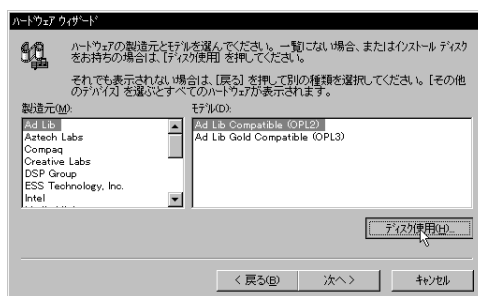 ハードウェア ウィザード
ハードウェアの製造元とモデルを選んでください。一覧にない場合、またはインストール ディスク
をお持ちの場合は、[ディスク使用] を押してください。
それでも表示されない場合は、[戻る] を押して別の種類を選択してください。[その他
のデバイス] を選ぶとすべてのハードウェアが表示されます。
製造元(M):
モデル(D):
Ad Lib
Aztech Labs
Compaq
Creative Labs
DSP Group
ESS Technology, Inc.
Intel
Ad Lib Compatible (OPL2)
Ad Lib Gold Compatible (OPL3)
ディスク使用(H)...
< 戻る(B)
次へ >
キャンセル